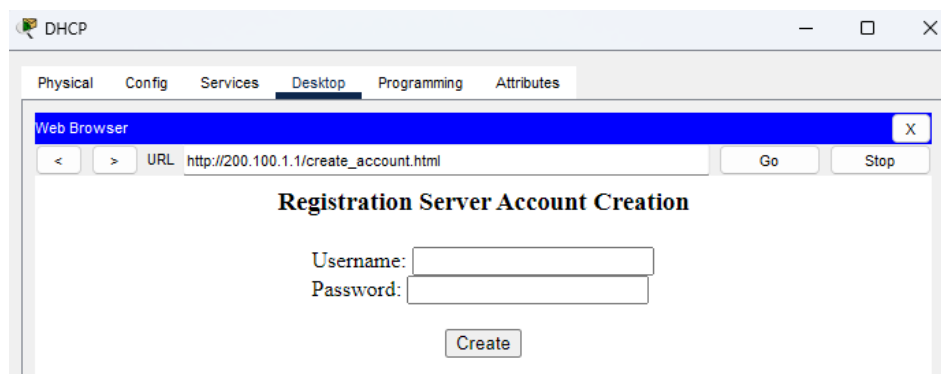 DHCP
Physical Config Services Desktop Programming Attributes
Web Browser X
< > URL http://200.100.1.1/create_account.html Go Stop
Registration Server Account Creation
Username:
Password:
Create